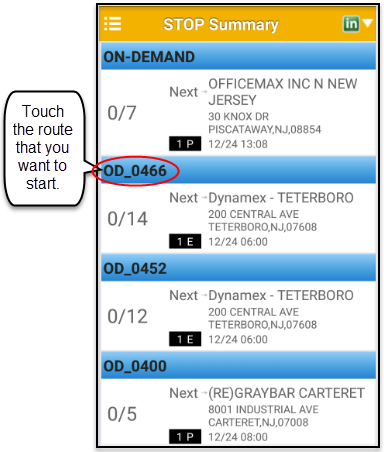 STOP Summary
in
ON-DEMAND
0/7
Next → OFFICEMAX INC N NEW
JERSEY
30 KNOX DR
PISCATAWAY,NJ,08854
1 P
12/24 13:08
Touch
the route
that you
want to
start.
OD_0466
0/14
Next → Dynamex - TETERBORO
200 CENTRAL AVE
TETERBORO,NJ,07608
1 E
12/24 06:00
OD_0452
0/12
Next → Dynamex - TETERBORO
200 CENTRAL AVE
TETERBORO,NJ,07608
1 E
12/24 06:00
OD_0400
0/5
Next → (RE)GRAYBAR CARTERET
8001 INDUSTRIAL AVE
CARTERET,NJ,07008
1 P
12/24 08:00